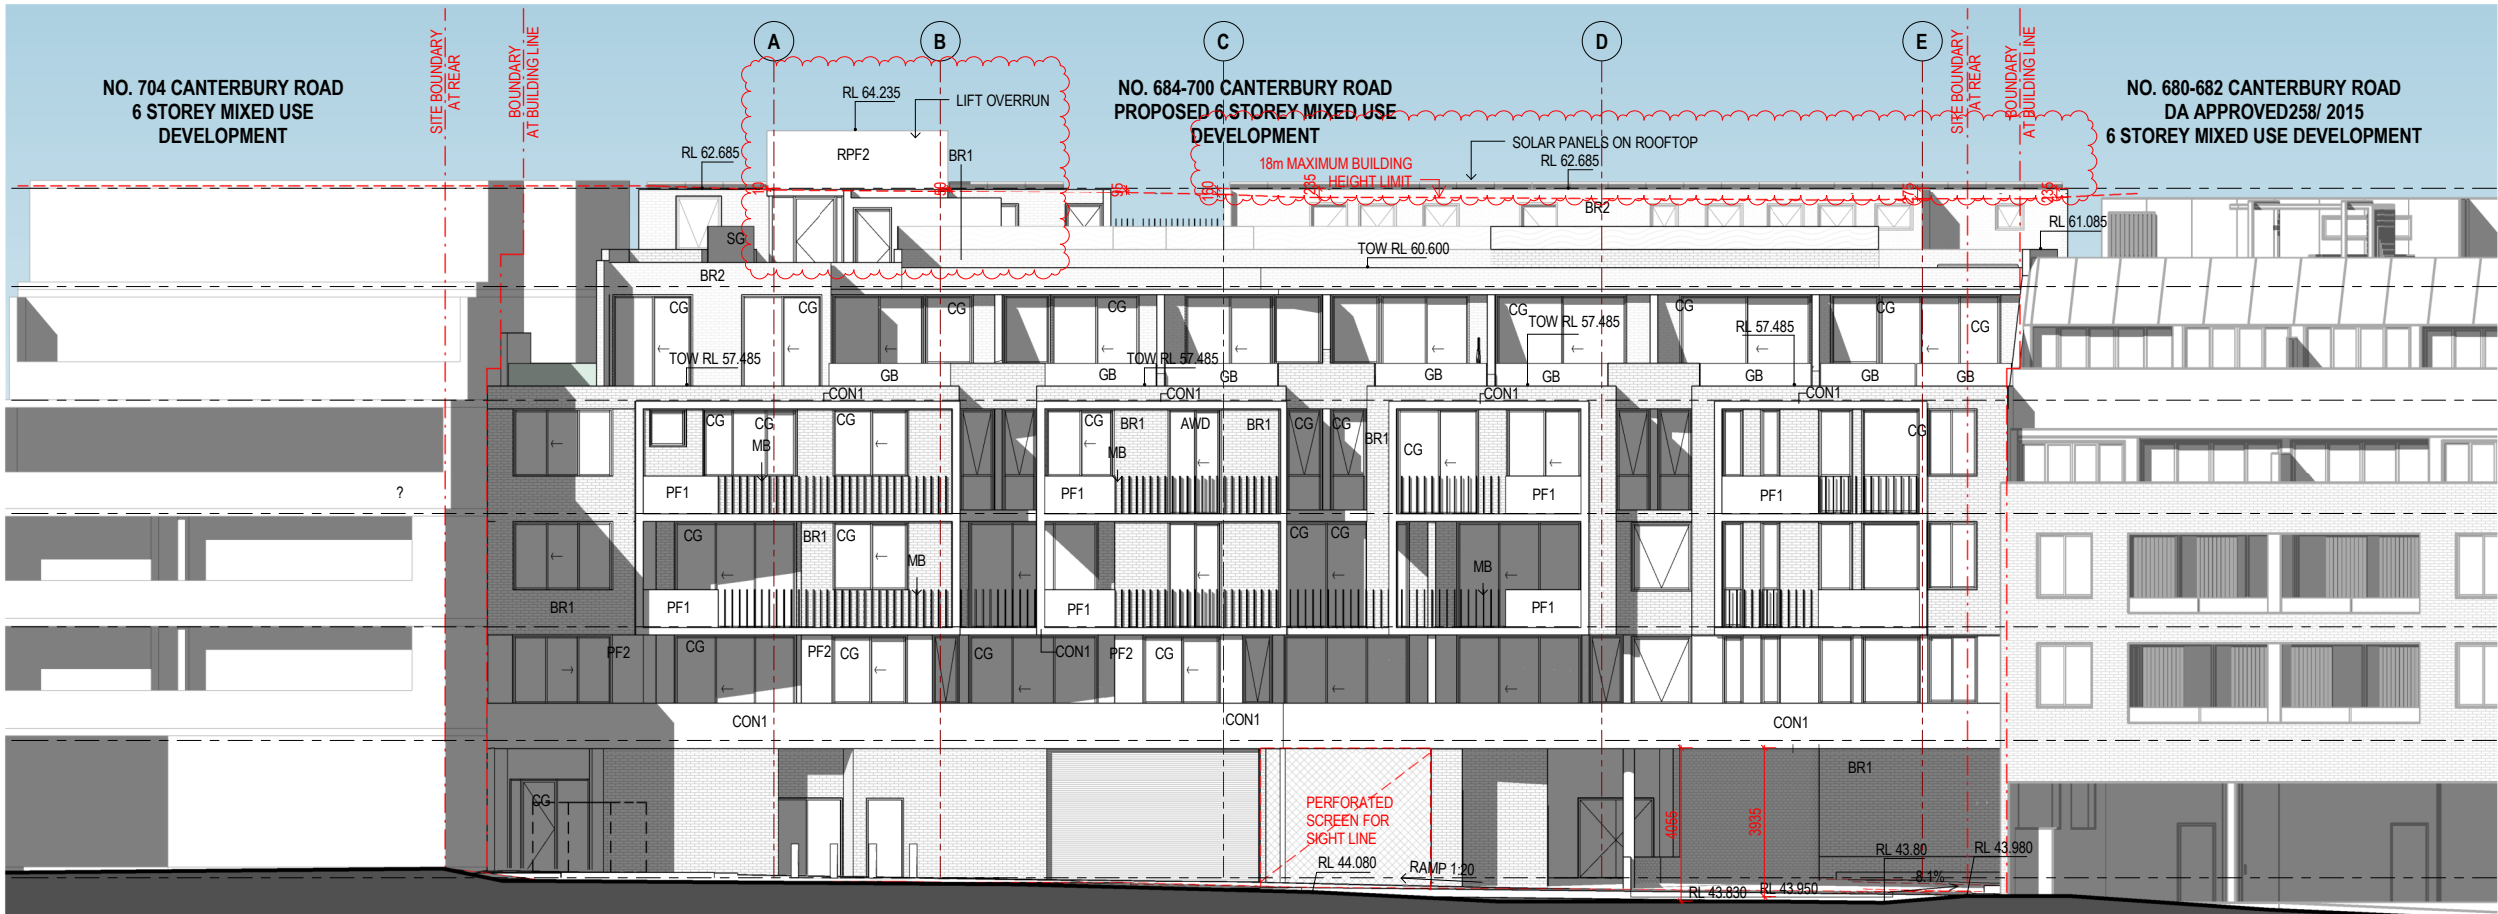 A
B
C
D
E
SITE BOUNDARY
AT REAR
BOUNDARY
AT BUILDING LINE
SITE BOUNDARY
AT REAR
BOUNDARY
AT BUILDING LINE
NO. 704 CANTERBURY ROAD
6 STOREY MIXED USE
DEVELOPMENT
NO. 684-700 CANTERBURY ROAD
PROPOSED 6 STOREY MIXED USE
DEVELOPMENT
NO. 680-682 CANTERBURY ROAD
DA APPROVED258/ 2015
6 STOREY MIXED USE DEVELOPMENT
RL 64.235
LIFT OVERRUN
RL 62.685
RPF2
BR1
SOLAR PANELS ON ROOFTOP
RL 62.685
18m MAXIMUM BUILDING
HEIGHT LIMIT
10
50
95
235
275
235
BR2
RL 61.085
SG
TOW RL 60.600
BR2
CG
CG
CG
CG
CG
CG
CG
CG
TOW RL 57.485
RL 57.485
TOW RL 57.485
TOW RL 57.485
GB
GB
GB
GB
GB
GB
GB
GB
CON1
CON1
CON1
CON1
CG
CG
CG
CG
BR1
AWD
BR1
CG
CG
BR1
CG
CG
MB
MB
?
PF1
PF1
PF1
PF1
CG
BR1
CG
CG
CG
MB
MB
BR1
PF1
PF1
PF1
PF2
CG
PF2
CG
CG
CON1
PF2
CG
CON1
CON1
CON1
BR1
CG
PERFORATED
SCREEN FOR
SIGHT LINE
4055
3935
RL 44.080
RAMP 1:20
RL 43.80
RL 43.980
8.1%
RL 43.830
RL 43.950